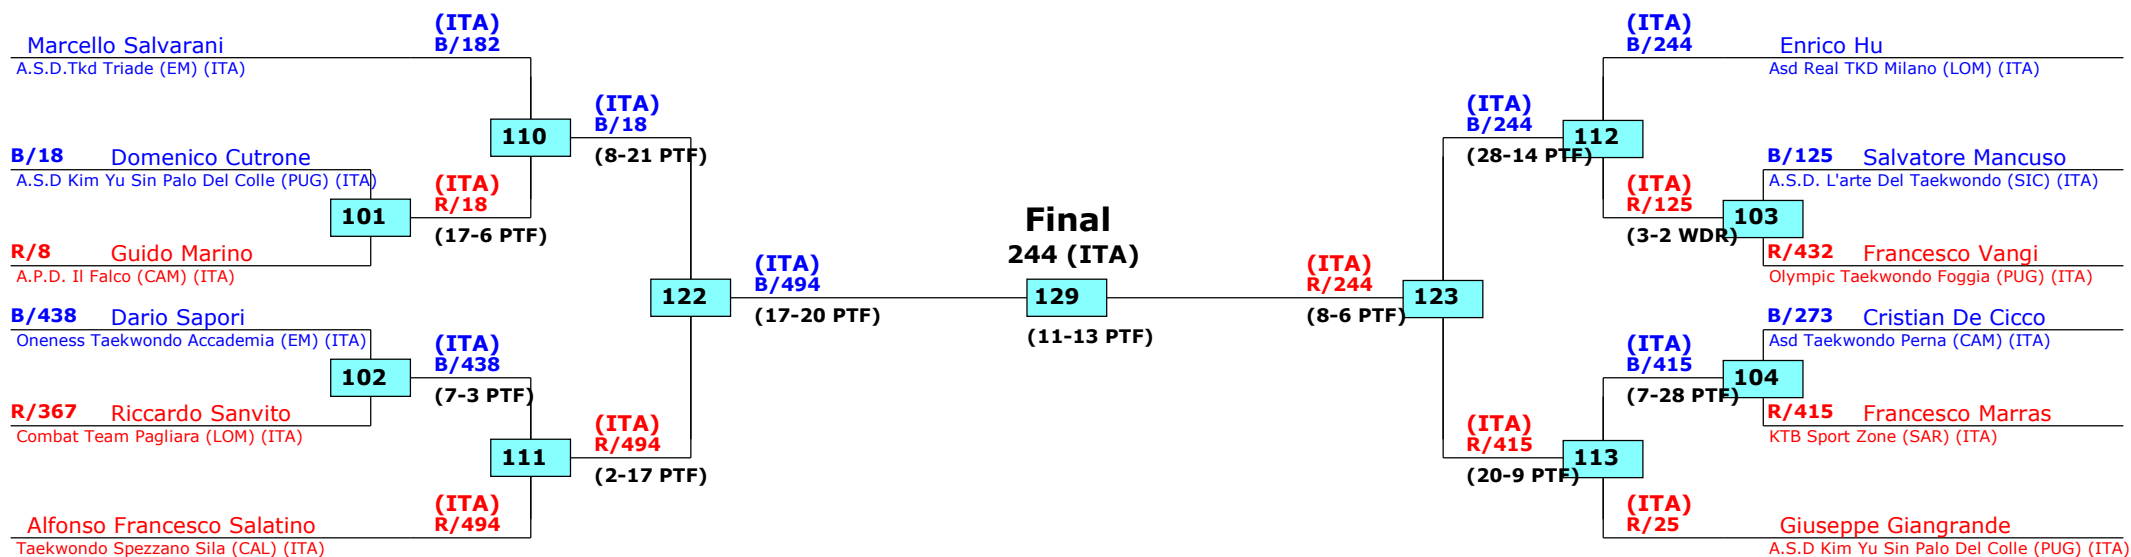 (ITA)
B/182
Marcello Salvarani
A.S.D.Tkd Triade (EM) (ITA)
B/18 Domenico Cutrone
A.S.D Kim Yu Sin Palo Del Colle (PUG) (ITA)
101
R/8 Guido Marino
A.P.D. Il Falco (CAM) (ITA)
(ITA)
R/18
(17-6 PTF)
110
(ITA)
B/18
(8-21 PTF)
B/438 Dario Sapori
Oneness Taekwondo Accademia (EM) (ITA)
102
R/367 Riccardo Sanvito
Combat Team Pagliara (LOM) (ITA)
(ITA)
B/438
(7-3 PTF)
111
(ITA)
R/494
(2-17 PTF)
(ITA)
R/494
Alfonso Francesco Salatino
Taekwondo Spezzano Sila (CAL) (ITA)
122
(ITA)
B/494
(17-20 PTF)
Final
244 (ITA)
129
(11-13 PTF)
(ITA)
R/244
(8-6 PTF)
123
(ITA)
B/244
(28-14 PTF)
112
(ITA)
B/244
Enrico Hu
Asd Real TKD Milano (LOM) (ITA)
B/125 Salvatore Mancuso
A.S.D. L'arte Del Taekwondo (SIC) (ITA)
(ITA)
R/125
(3-2 WDR)
103
R/432 Francesco Vangi
Olympic Taekwondo Foggia (PUG) (ITA)
B/273 Cristian De Cicco
Asd Taekwondo Perna (CAM) (ITA)
(ITA)
B/415
(7-28 PTF)
104
R/415 Francesco Marras
KTB Sport Zone (SAR) (ITA)
(ITA)
R/415
(20-9 PTF)
113
(ITA)
R/25
Giuseppe Giangrande
A.S.D Kim Yu Sin Palo Del Colle (PUG) (ITA)